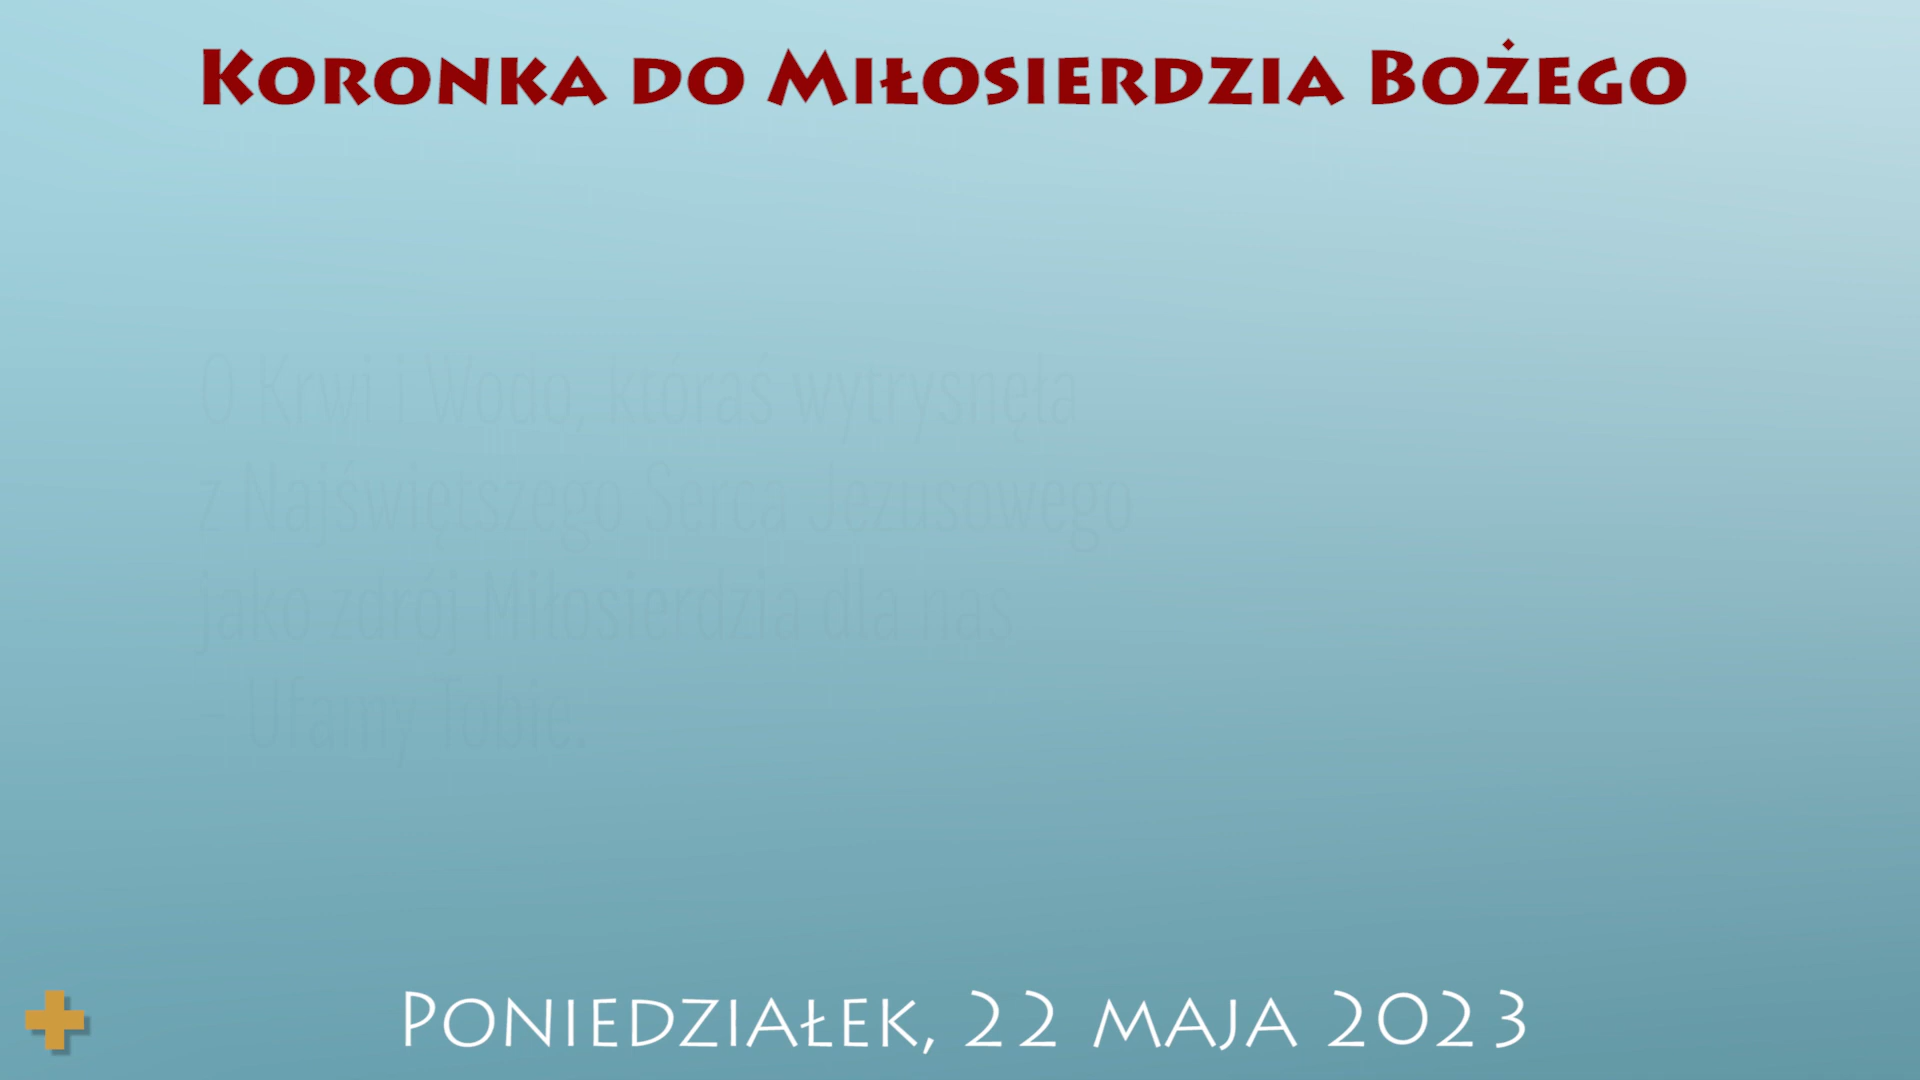 Koronka do Miłosierdzia Bożego
O Krwi i Wodo, któraś wytrysnęła
z Najświętszego Serca Jezusowego
jako zdrój Miłosierdzia dla nas
– Ufamy Tobie.
Poniedziałek, 22 maja 2023